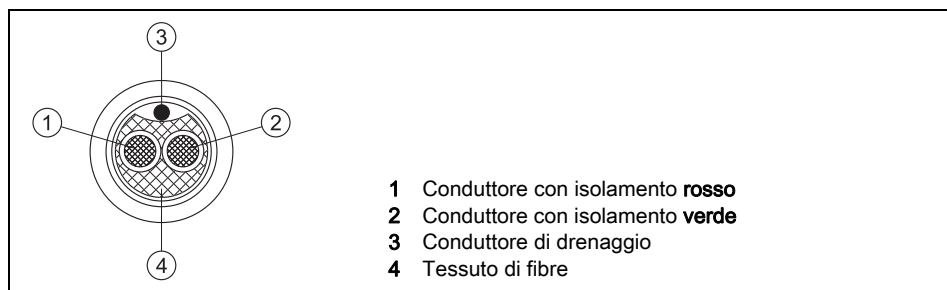 3
1
2
4
1 Conduttore con isolamento rosso
2 Conduttore con isolamento verde
3 Conduttore di drenaggio
4 Tessuto di fibre